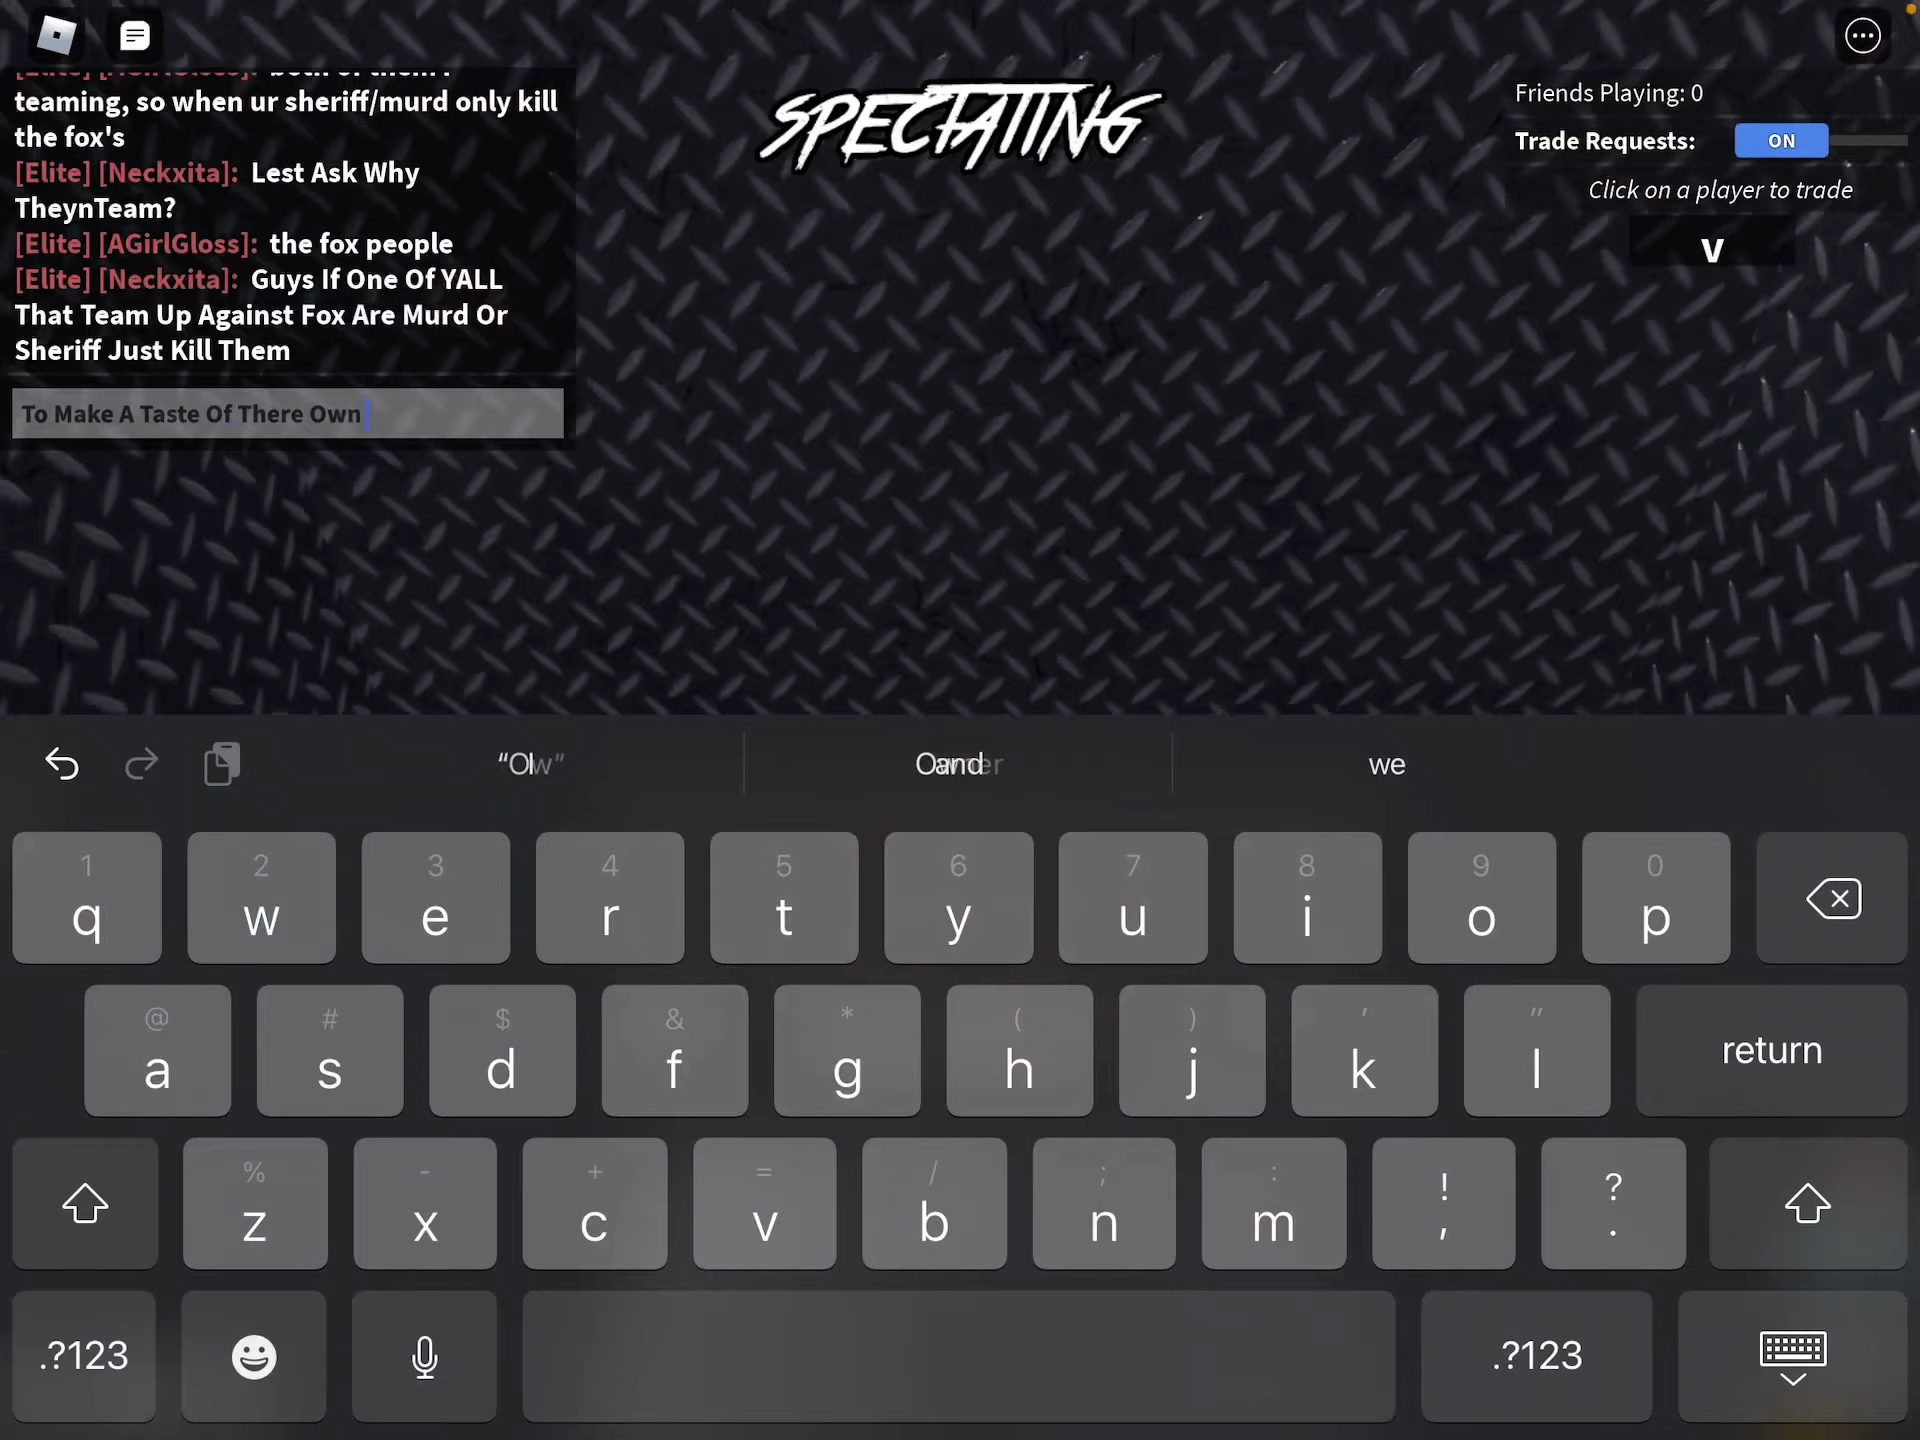 teaming, so when ur sheriff/murd only kill
the fox's
[Elite] [Neckxita]: Lest Ask Why
TheynTeam?
[Elite] [AGirlGloss]: the fox people
[Elite] [Neckxita]: Guys If One Of YALL
That Team Up Against Fox Are Murd Or
Sheriff Just Kill Them
To Make A Taste Of There Own
SPECTATING
Friends Playing: 0
Trade Requests: ON
Click on a player to trade
V
we
1 2 3 4 5 6 7 8 9 0
q w e r t y u i o p
@ # $ & * ( ) ' "
a s d f g h j k l return
% - + = / ; : ! ?
z x c v b n m , .
.?123 .?123